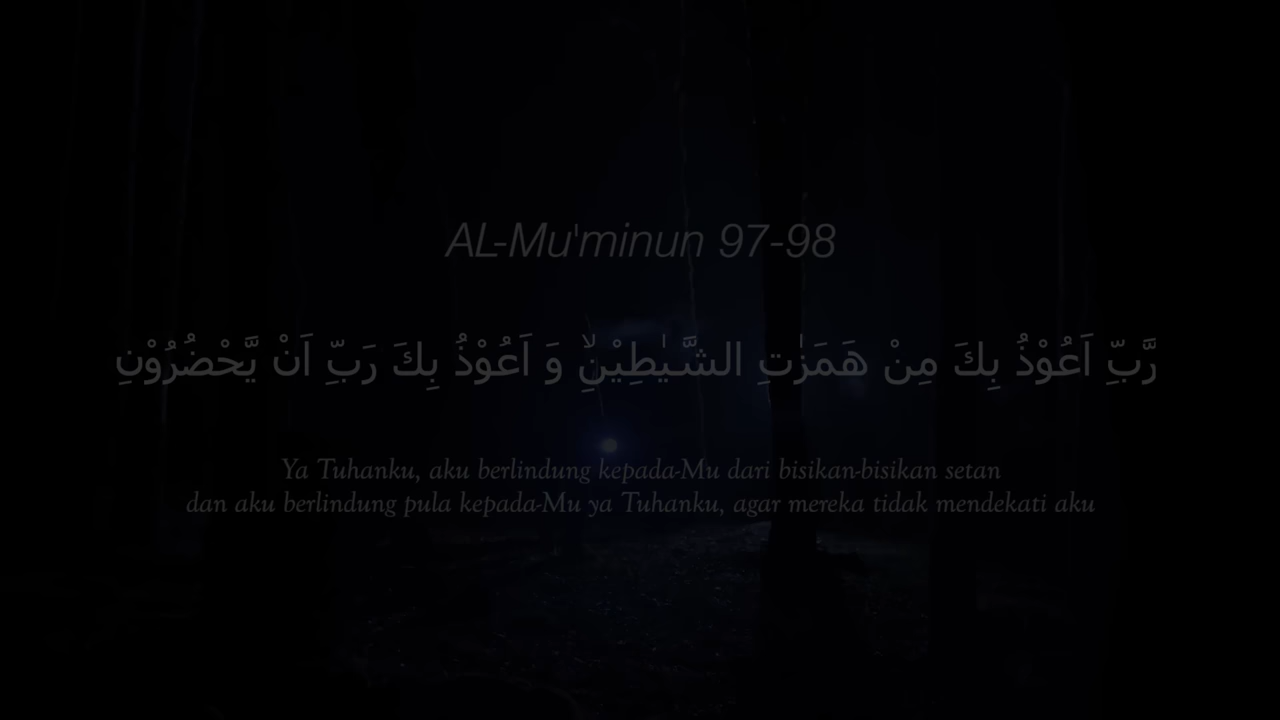 AL-Mu'minun 97-98
رَّبِّ اَعُوْذُ بِكَ مِنْ هَمَزٰتِ الشَّيٰطِيْنِۙ وَ اَعُوْذُ بِكَ رَبِّ اَنْ يَّحْضُرُوْنِ
Ya Tuhanku, aku berlindung kepada-Mu dari bisikan-bisikan setan
dan aku berlindung pula kepada-Mu ya Tuhanku, agar mereka tidak mendekati aku